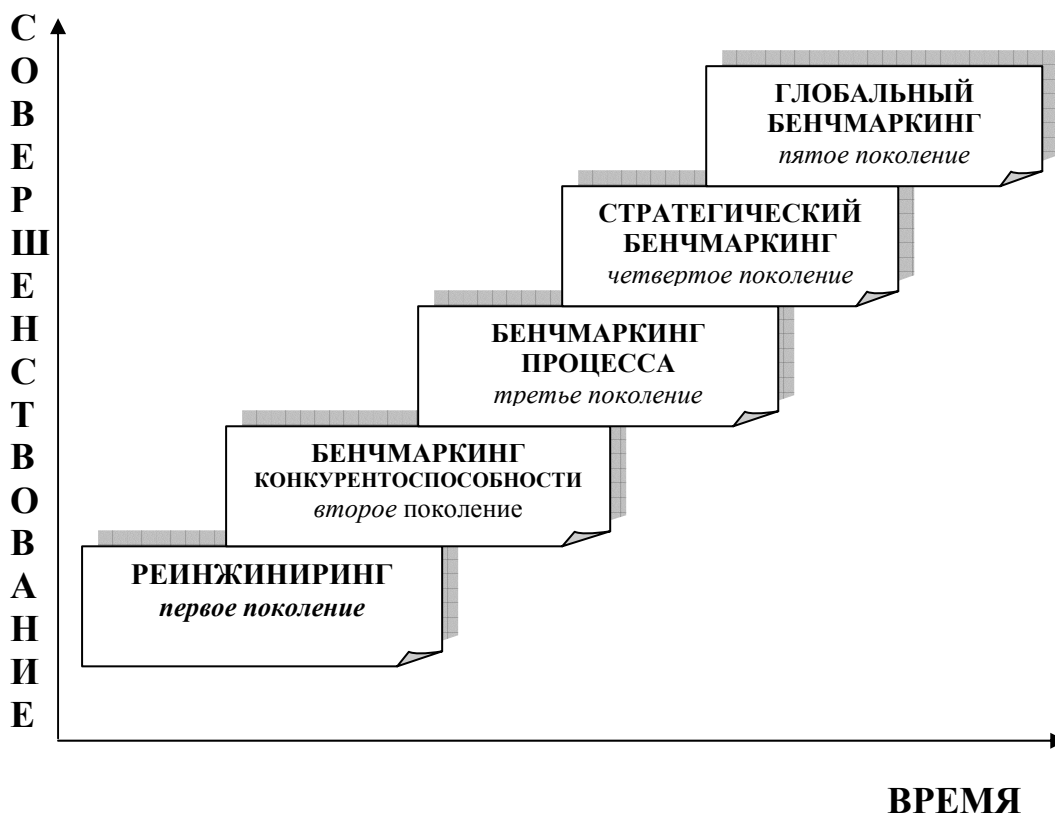 СОВЕРШЕНСТВОВАНИЕ
ГЛОБАЛЬНЫЙ
БЕНЧМАРКИНГ
пятое поколение
СТРАТЕГИЧЕСКИЙ
БЕНЧМАРКИНГ
четвертое поколение
БЕНЧМАРКИНГ
ПРОЦЕССА
третье поколение
БЕНЧМАРКИНГ
КОНКУРЕНТОСПОСОБНОСТИ
второе поколение
РЕИНЖИНИРИНГ
первое поколение
ВРЕМЯ